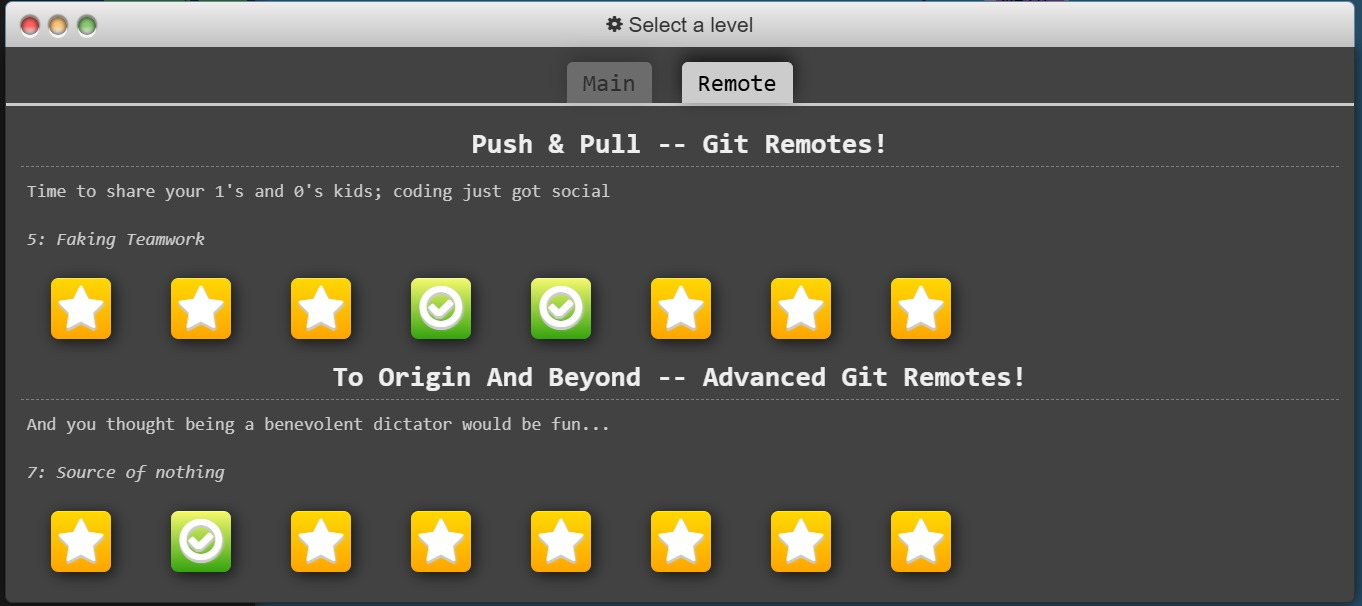 Select a level
Main
Remote
Push & Pull -- Git Remotes!
Time to share your 1's and 0's kids; coding just got social
5: Faking Teamwork
To Origin And Beyond -- Advanced Git Remotes!
And you thought being a benevolent dictator would be fun...
7: Source of nothing